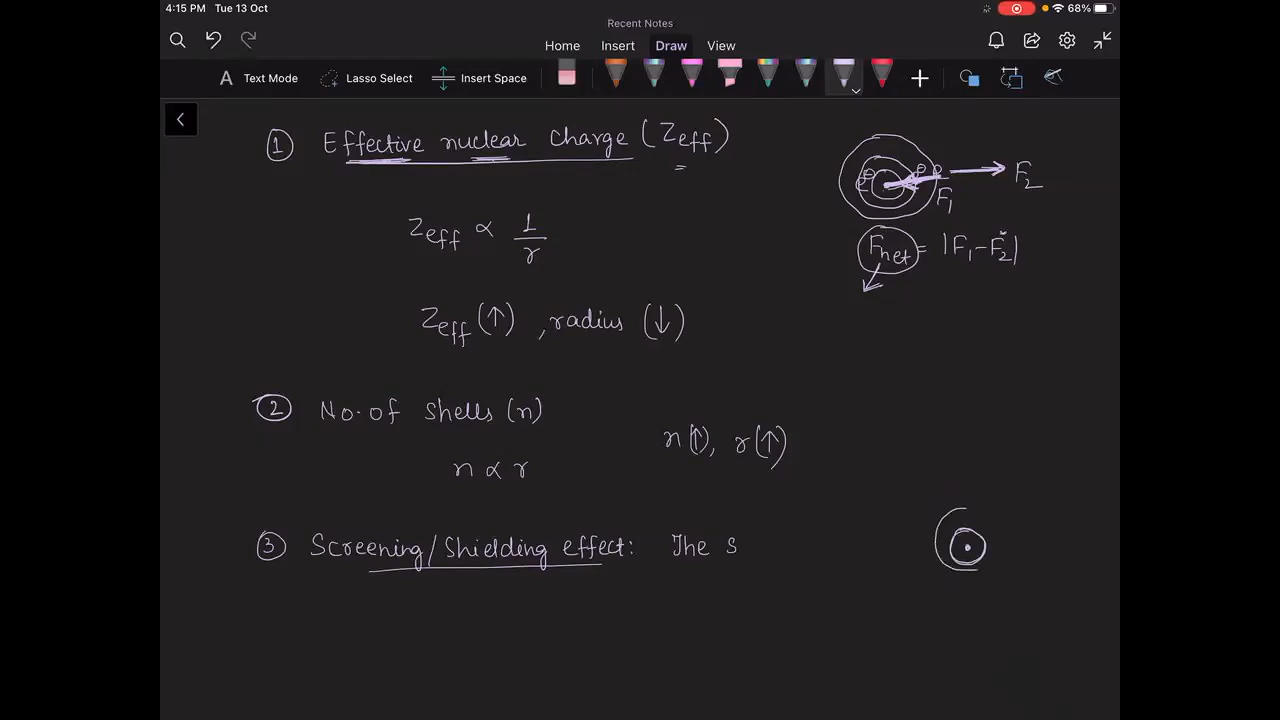 4:15 PM Tue 13 Oct
68%
Recent Notes
Home Insert Draw View
A Text Mode Lasso Select Insert Space
① Effective nuclear charge (Zeff)
Zeff ∝ 1/r
Zeff (↑) , radius (↓)
F1
F2
Fnet = |F1 - F2|
② No. of shells (n)
n ∝ r
n(↑), r(↑)
③ Screening/Shielding effect: The s